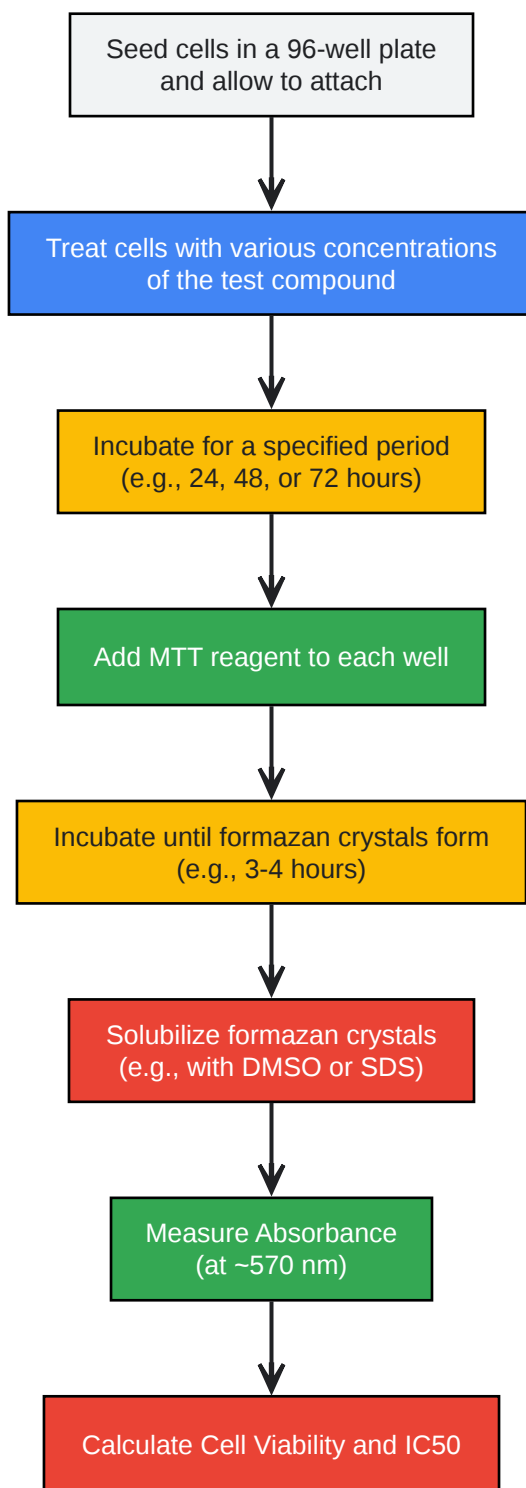 Seed cells in a 96-well plate
and allow to attach
Treat cells with various concentrations
of the test compound
Incubate for a specified period
(e.g., 24, 48, or 72 hours)
Add MTT reagent to each well
Incubate until formazan crystals form
(e.g., 3-4 hours)
Solubilize formazan crystals
(e.g., with DMSO or SDS)
Measure Absorbance
(at ~570 nm)
Calculate Cell Viability and IC50